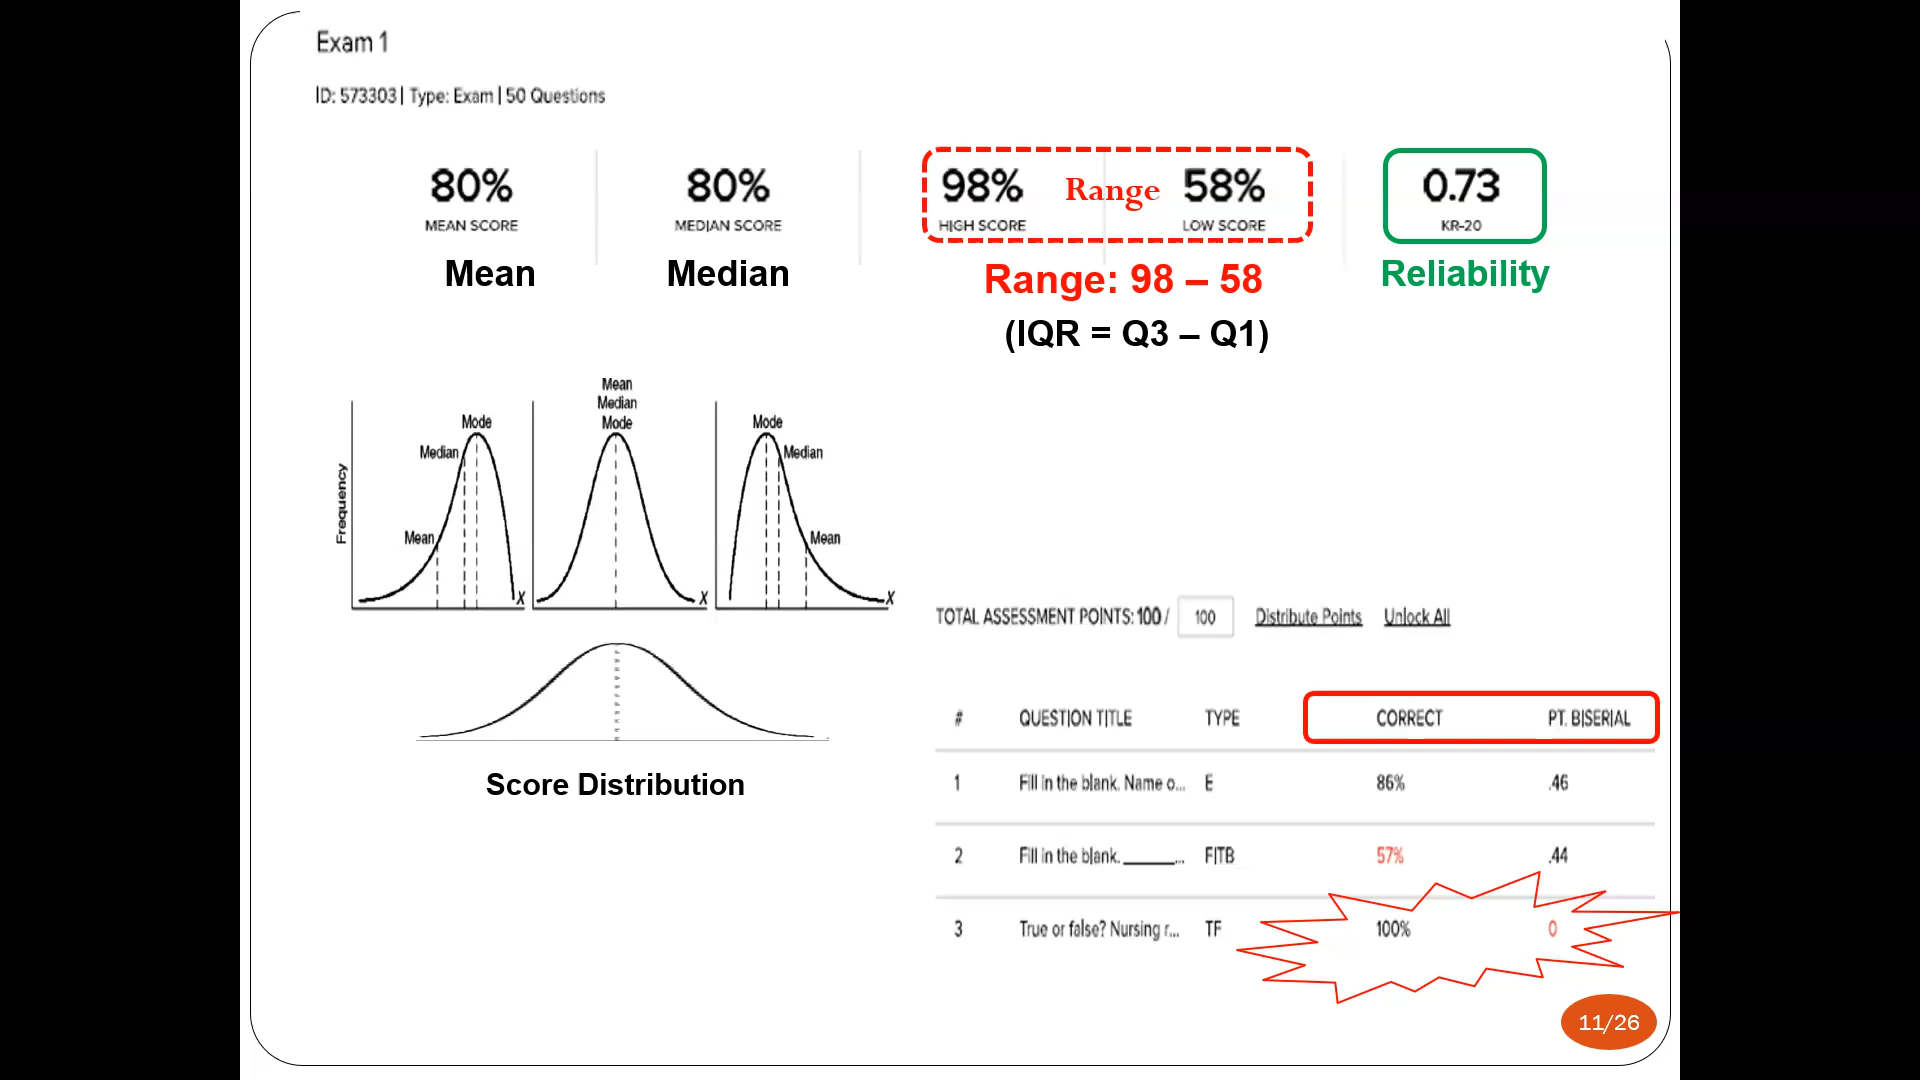 Exam 1
ID: 573303 | Type: Exam | 50 Questions
80%
MEAN SCORE
Mean
80%
MEDIAN SCORE
Median
98% Range 58%
HIGH SCORE LOW SCORE
Range: 98 – 58
(IQR = Q3 – Q1)
0.73
KR-20
Reliability
Frequency
Mode
Median
Mean
X
Mean
Median
Mode
X
Mode
Median
Mean
X
Score Distribution
TOTAL ASSESSMENT POINTS: 100 / 100 Distribute Points Unlock All
# QUESTION TITLE TYPE CORRECT PT. BISERIAL
1 Fill in the blank. Name o... E 86% .46
2 Fill in the blank. ______... FITB 57% .44
3 True or false? Nursing r... TF 100% 0
11/26